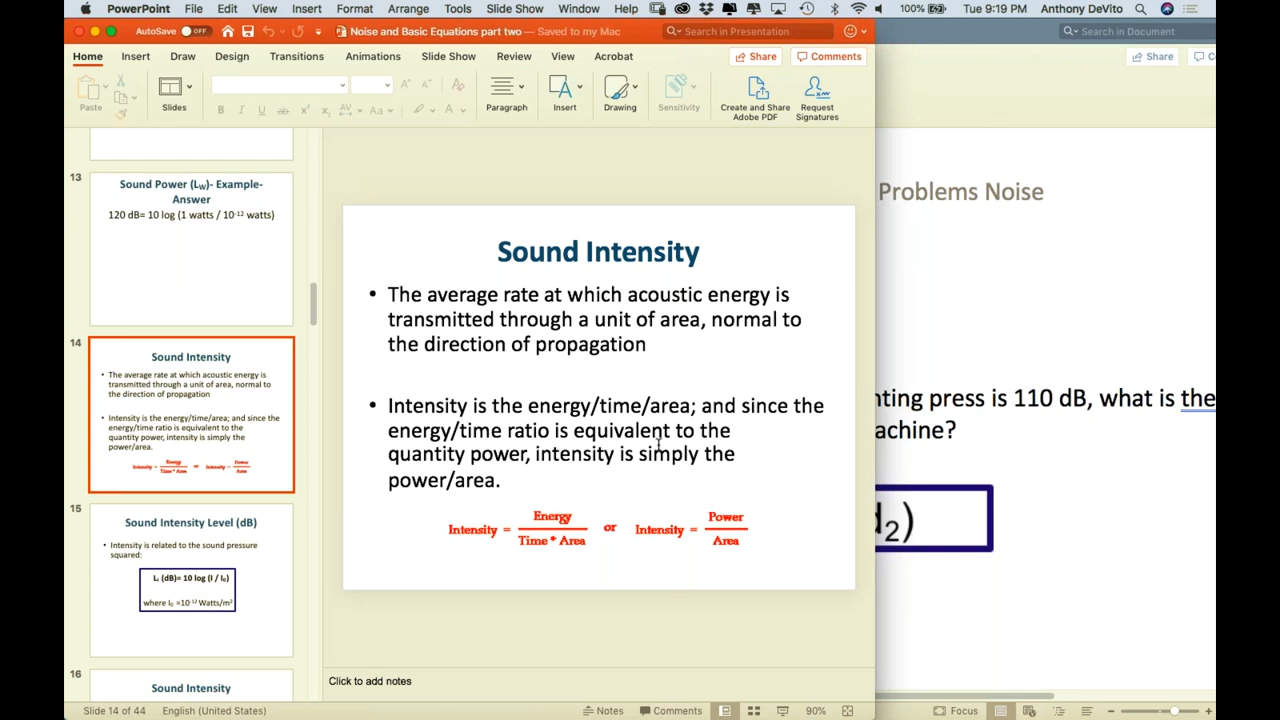 PowerPoint File Edit View Insert Format Arrange Tools Slide Show Window Help 100% Tue 9:19 PM Anthony DeVito
AutoSave OFF Noise and Basic Equations part two — Saved to my Mac Search in Presentation Search in Document
Home Insert Draw Design Transitions Animations Slide Show Review View Acrobat Share Comments Share
Paste Slides Paragraph Insert Drawing Sensitivity Create and Share Adobe PDF Request Signatures
13
Sound Power (LW)- Example-
Answer
120 dB= 10 log (1 watts / 10-12 watts)
14
Sound Intensity
• The average rate at which acoustic energy is
transmitted through a unit of area, normal to
the direction of propagation
• Intensity is the energy/time/area; and since the
energy/time ratio is equivalent to the
quantity power, intensity is simply the
power/area.
Intensity = Energy / Time * Area or Intensity = Power / Area
15
Sound Intensity Level (dB)
• Intensity is related to the sound pressure
squared:
LI (dB)= 10 log (I / I0)
where I0 =10-12 Watts/m2
16
Sound Intensity
Sound Intensity
• The average rate at which acoustic energy is
transmitted through a unit of area, normal to
the direction of propagation
• Intensity is the energy/time/area; and since the
energy/time ratio is equivalent to the
quantity power, intensity is simply the
power/area.
Intensity = Energy / Time * Area or Intensity = Power / Area
Problems Noise
nting press is 110 dB, what is the
achine?
d2)
Click to add notes
Slide 14 of 44 English (United States) Notes Comments 90% Focus